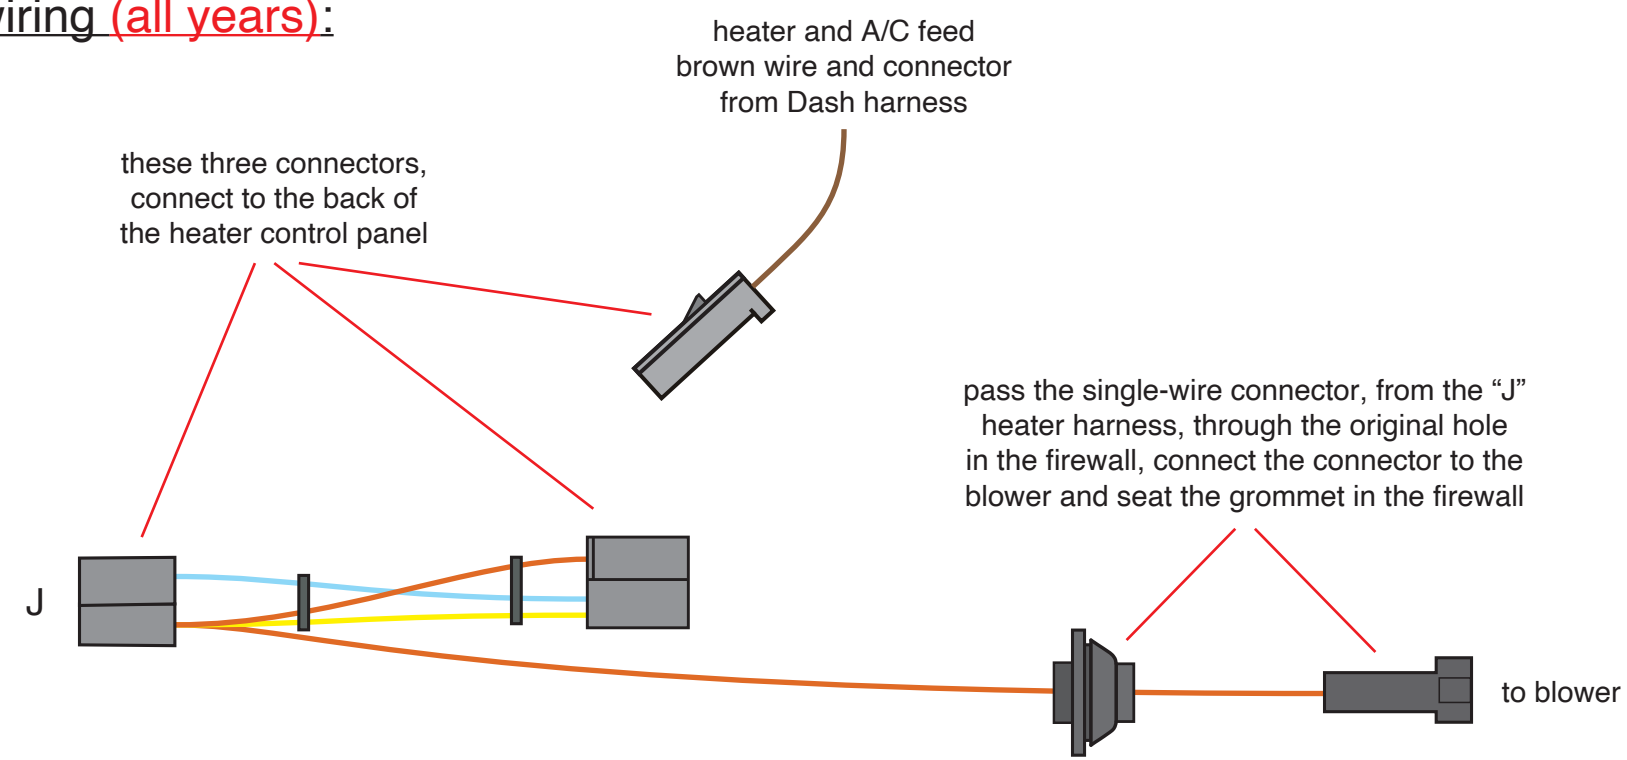 (all years):
heater and A/C feed
brown wire and connector
from Dash harness
these three connectors,
connect to the back of
the heater control panel
pass the single-wire connector, from the “J”
heater harness, through the original hole
in the firewall, connect the connector to the
blower and seat the grommet in the firewall
J
to blower